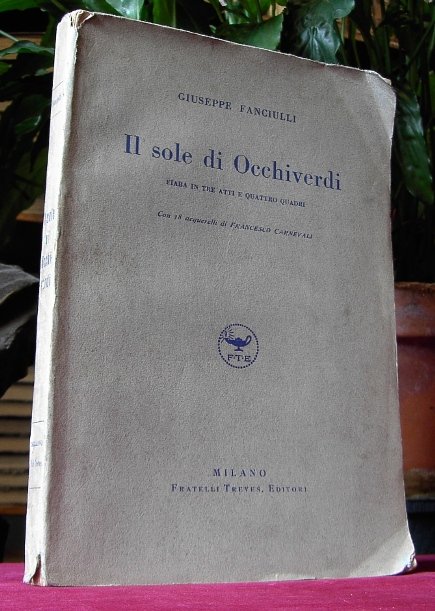 GIUSEPPE FANCIULLI
Il sole di Occhiverdi
FIABA IN TRE ATTI E QUATTRO QUADRI
Con 18 acquerelli di FRANCESCO CARNEVALI
F·T·E
MILANO
FRATELLI TREVES, EDITORI